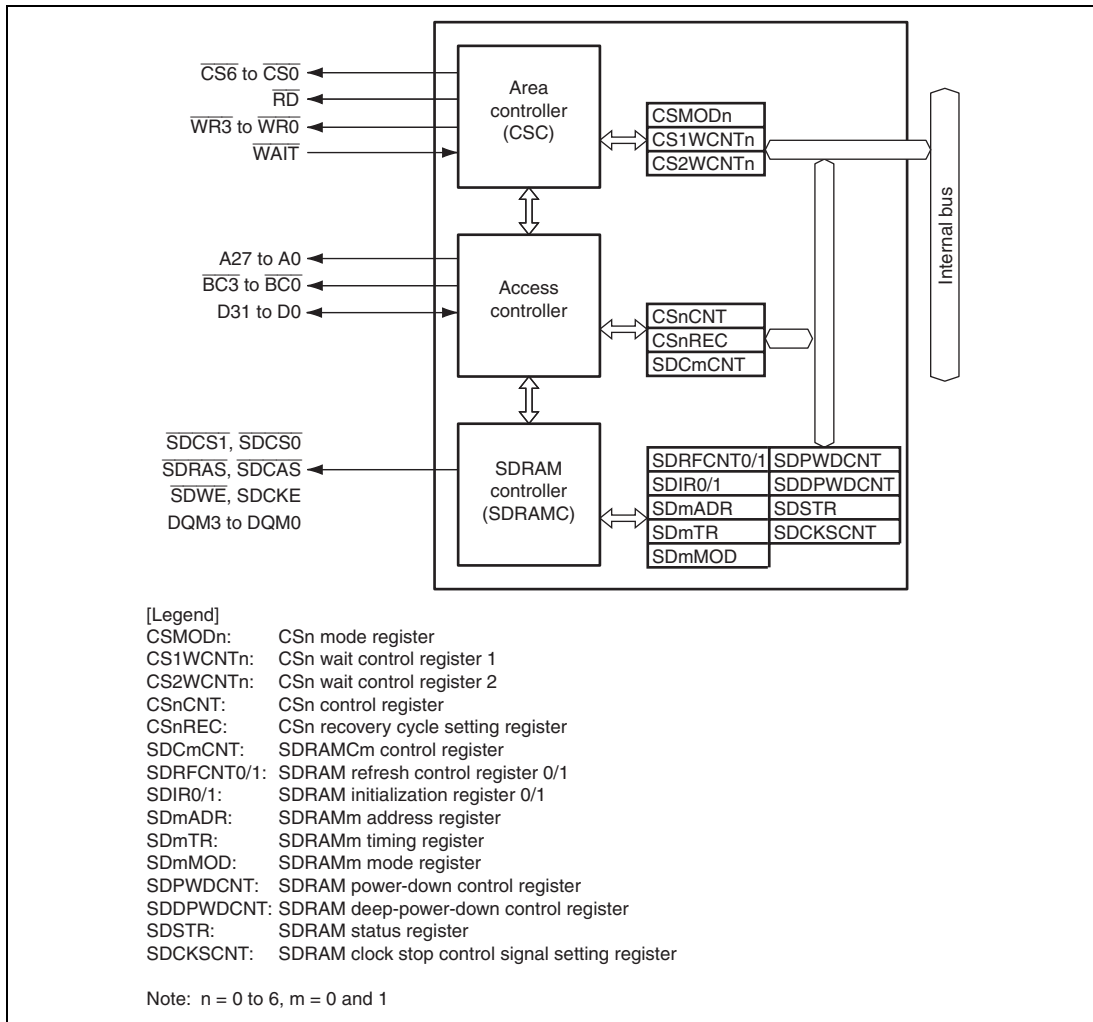 CS6 to CS0
RD
WR3 to WR0
WAIT
Area
controller
(CSC)
CSMODn
CS1WCNTn
CS2WCNTn
Internal bus
A27 to A0
BC3 to BC0
D31 to D0
Access
controller
CSnCNT
CSnREC
SDCmCNT
SDCS1, SDCS0
SDRAS, SDCAS
SDWE, SDCKE
DQM3 to DQM0
SDRAM
controller
(SDRAMC)
SDRFCNT0/1 SDPWDCNT
SDIR0/1 SDDPWDCNT
SDmADR SDSTR
SDmTR SDCKSCNT
SDmMOD
[Legend]
CSMODn: CSn mode register
CS1WCNTn: CSn wait control register 1
CS2WCNTn: CSn wait control register 2
CSnCNT: CSn control register
CSnREC: CSn recovery cycle setting register
SDCmCNT: SDRAMCm control register
SDRFCNT0/1: SDRAM refresh control register 0/1
SDIR0/1: SDRAM initialization register 0/1
SDmADR: SDRAMm address register
SDmTR: SDRAMm timing register
SDmMOD: SDRAMm mode register
SDPWDCNT: SDRAM power-down control register
SDDPWDCNT: SDRAM deep-power-down control register
SDSTR: SDRAM status register
SDCKSCNT: SDRAM clock stop control signal setting register
Note: n = 0 to 6, m = 0 and 1